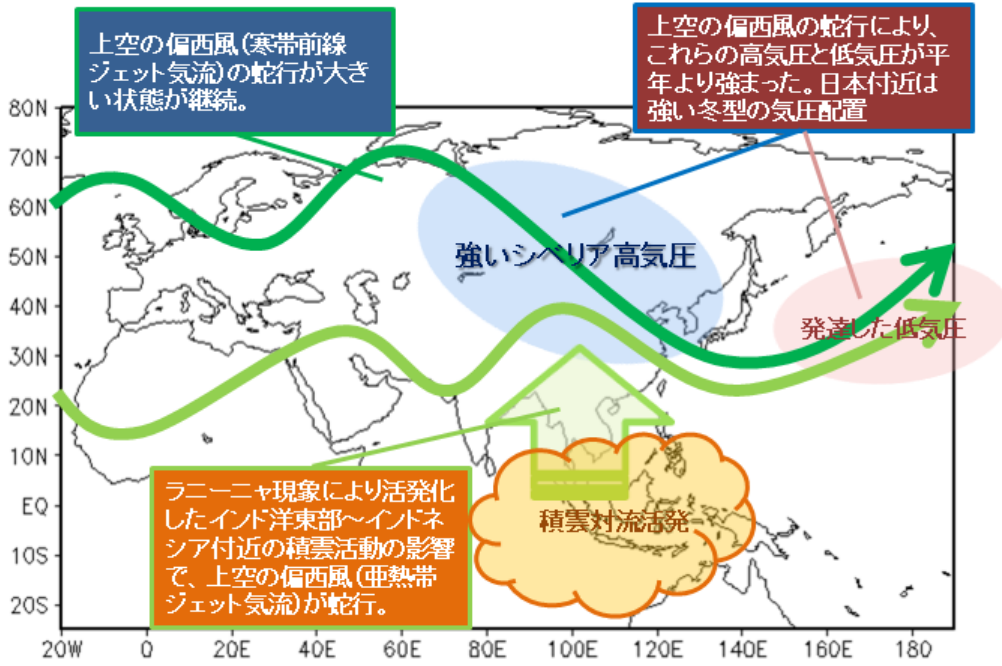 上空の偏西風(寒帯前線
ジェット気流)の蛇行が大き
い状態が継続。
上空の偏西風の蛇行により、
これらの高気圧と低気圧が平
年より強まった。日本付近は
強い冬型の気圧配置
80N
70N
60N
50N
40N
30N
20N
10N
EQ
10S
20S
強いシベリア高気圧
発達した低気圧
ラニーニャ現象により活発化
したインド洋東部～インドネ
シア付近の積雲活動の影響
で、上空の偏西風(亜熱帯
ジェット気流)が蛇行。
積雲対流活発
20W 0 20E 40E 60E 80E 100E 120E 140E 160E 180